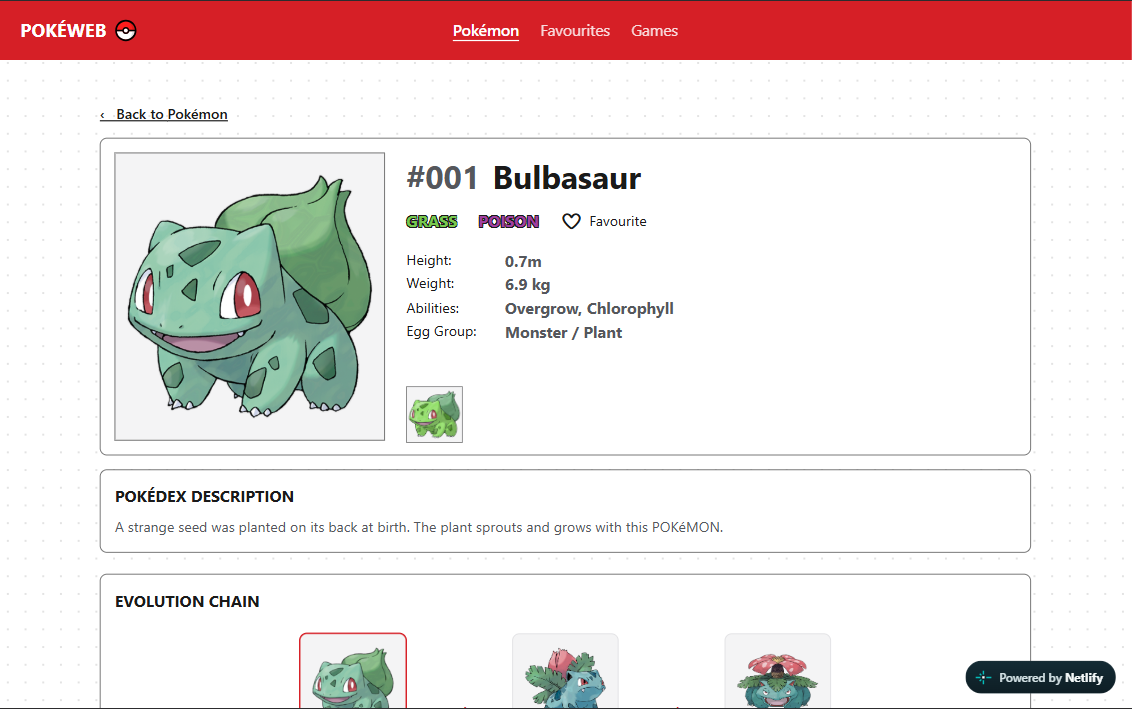 POKÉWEB
Pokémon Favourites Games
‹ Back to Pokémon
#001 Bulbasaur
GRASS POISON Favourite
Height: 0.7m
Weight: 6.9 kg
Abilities: Overgrow, Chlorophyll
Egg Group: Monster / Plant
POKÉDEX DESCRIPTION
A strange seed was planted on its back at birth. The plant sprouts and grows with this POKéMON.
EVOLUTION CHAIN
Powered by Netlify